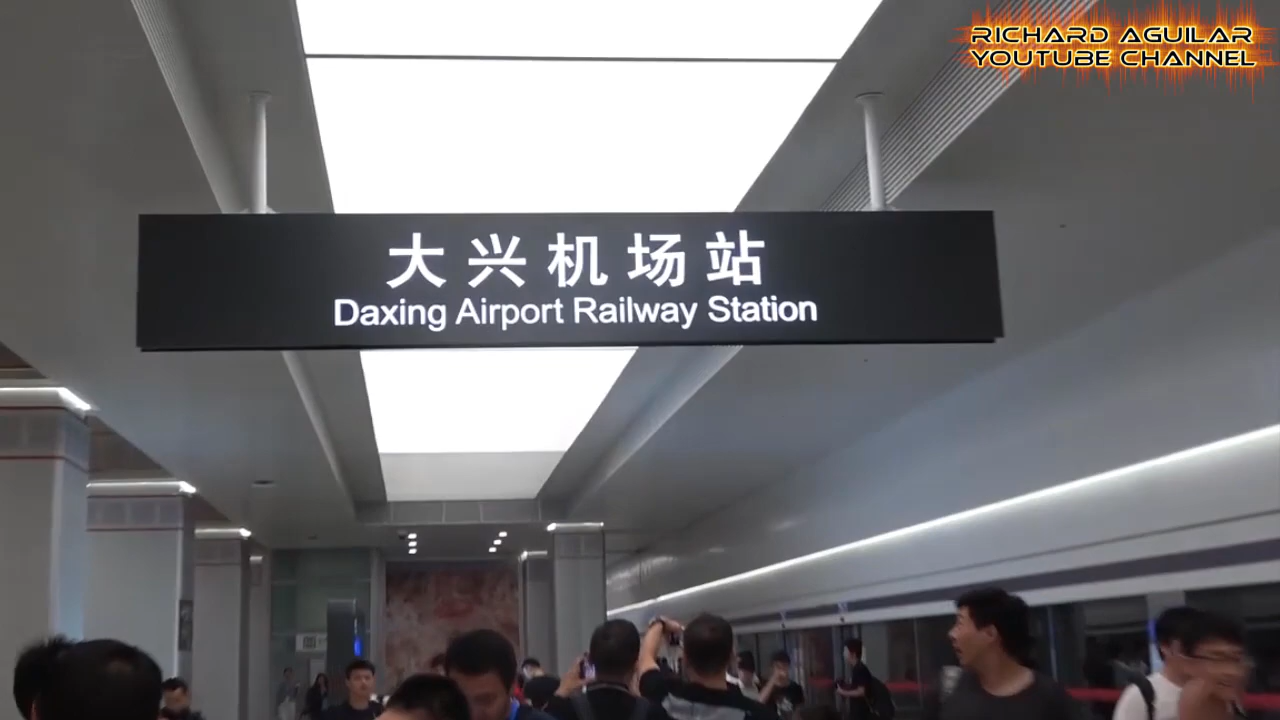 RICHARD AGUILAR
YOUTUBE CHANNEL
大兴机场站
Daxing Airport Railway Station